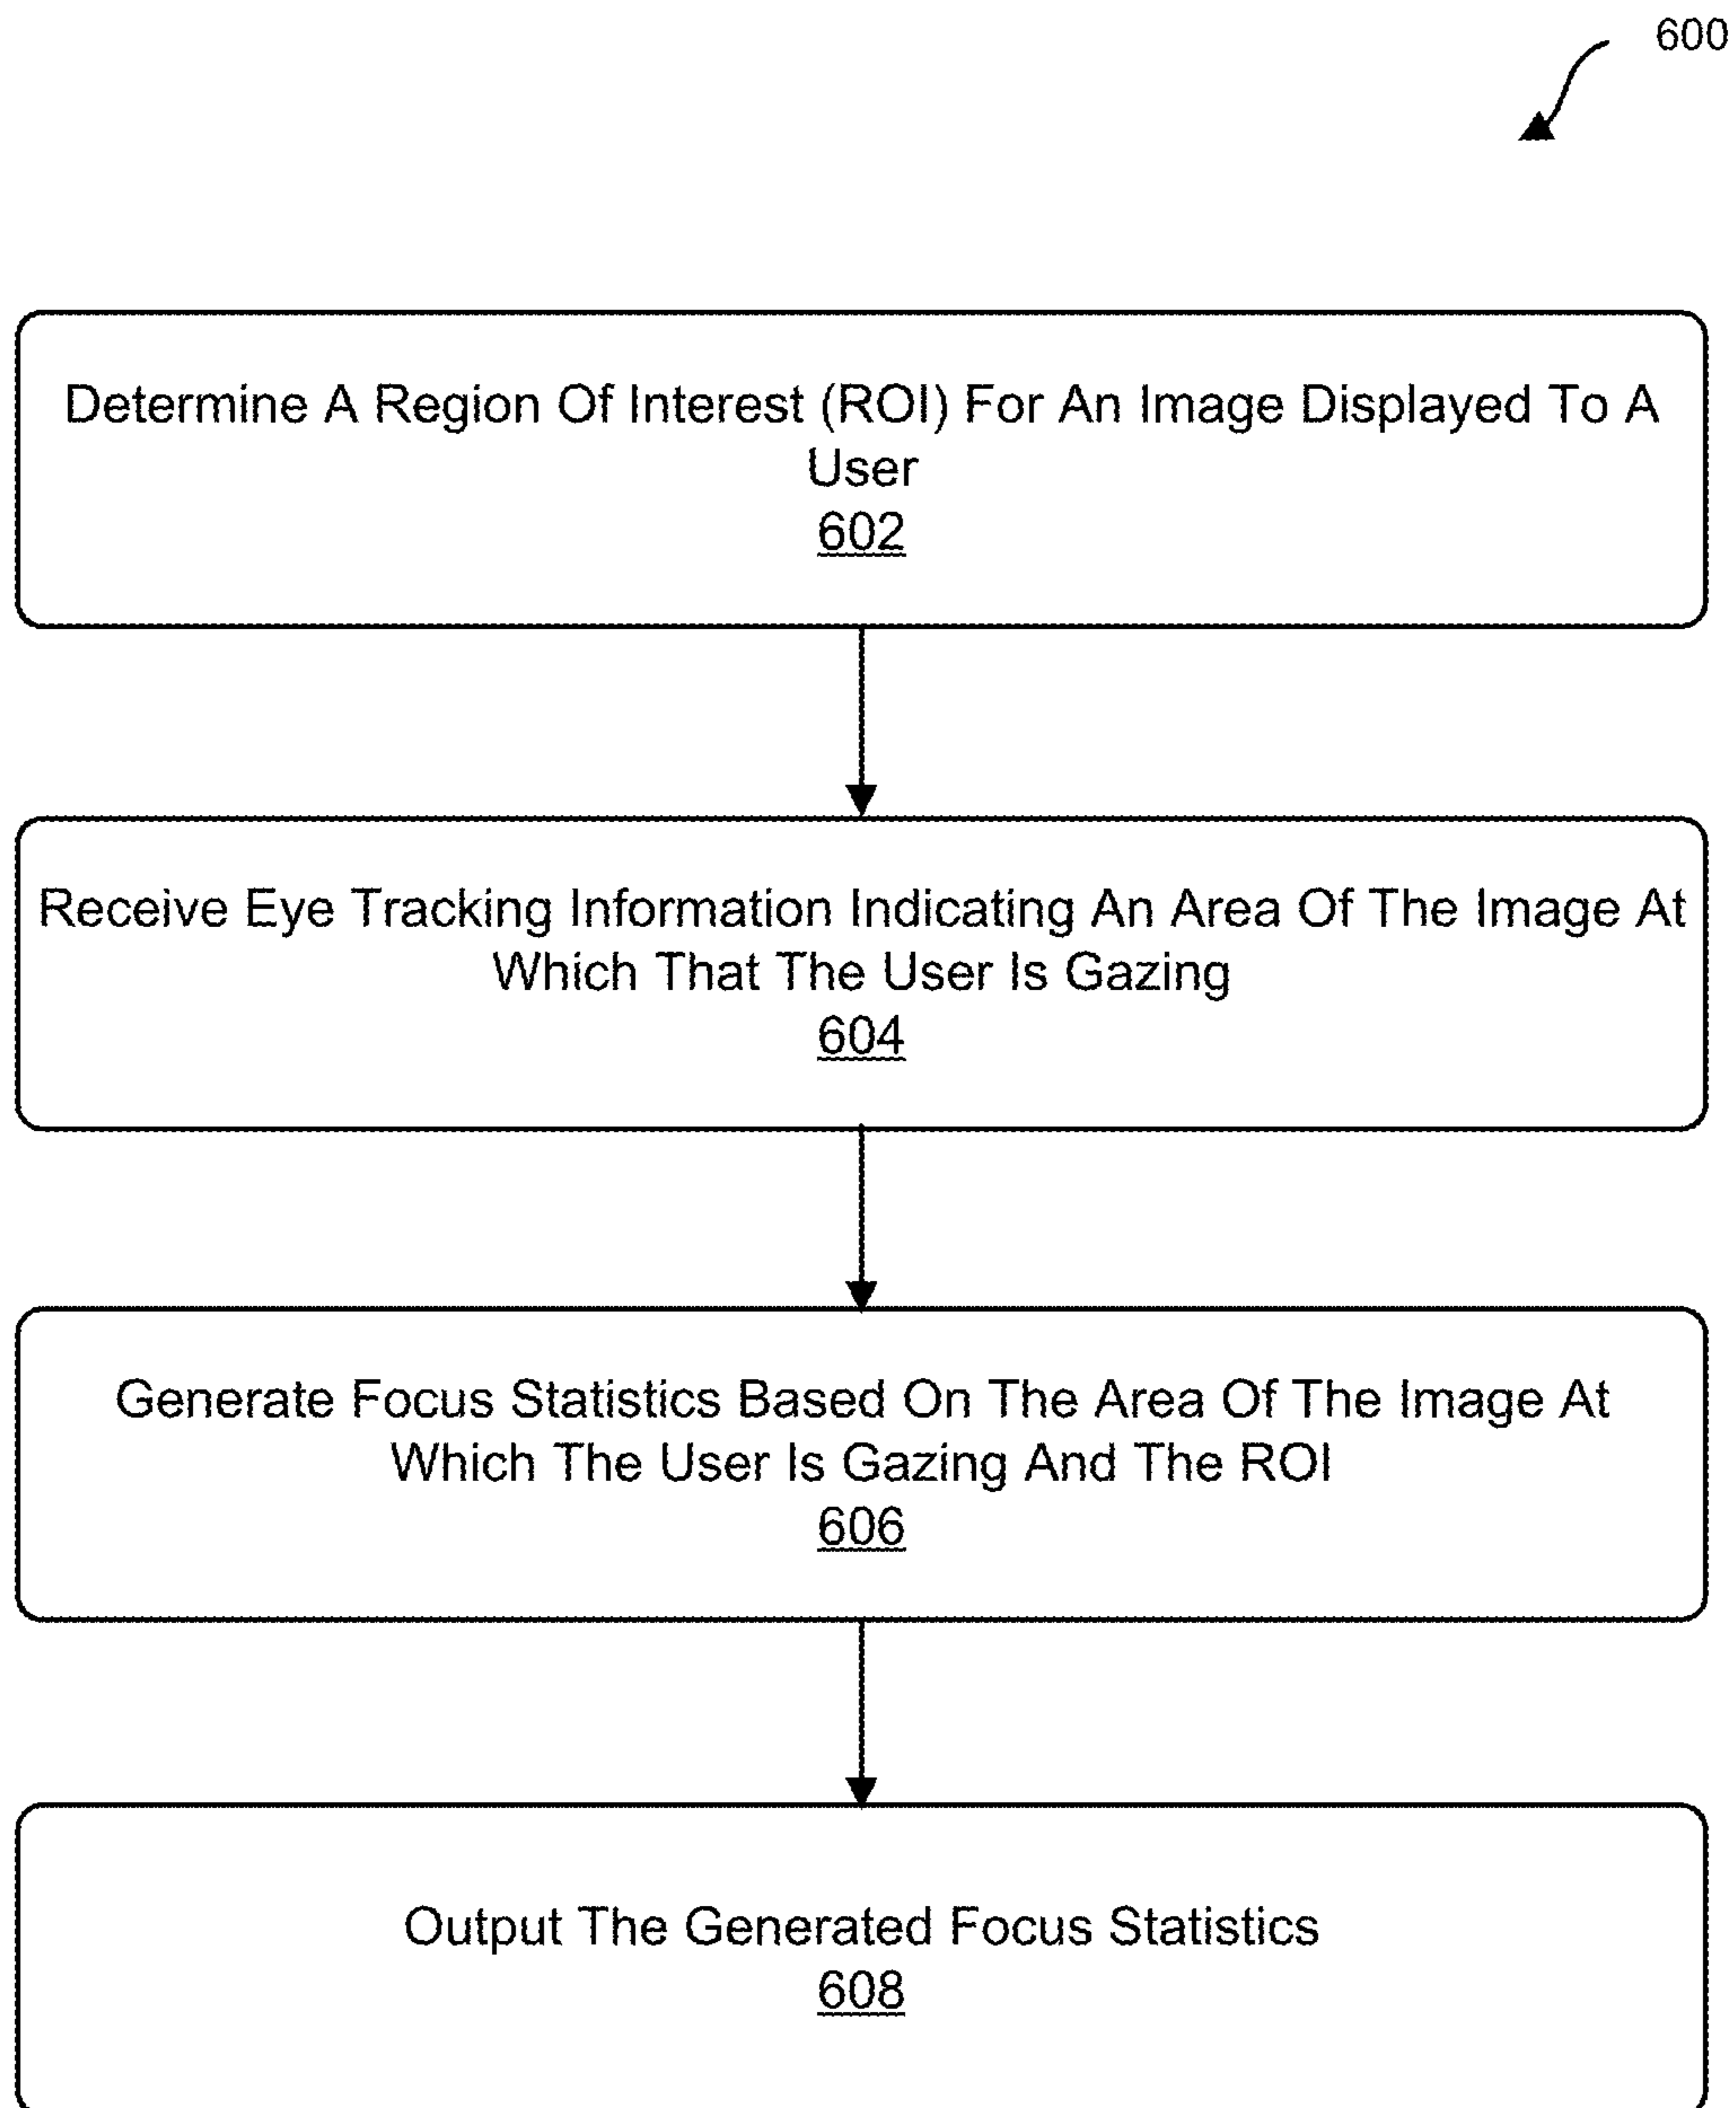 600
Determine A Region Of Interest (ROI) For An Image Displayed To A
User
602
Receive Eye Tracking Information Indicating An Area Of The Image At
Which That The User Is Gazing
604
Generate Focus Statistics Based On The Area Of The Image At
Which The User Is Gazing And The ROI
606
Output The Generated Focus Statistics
608